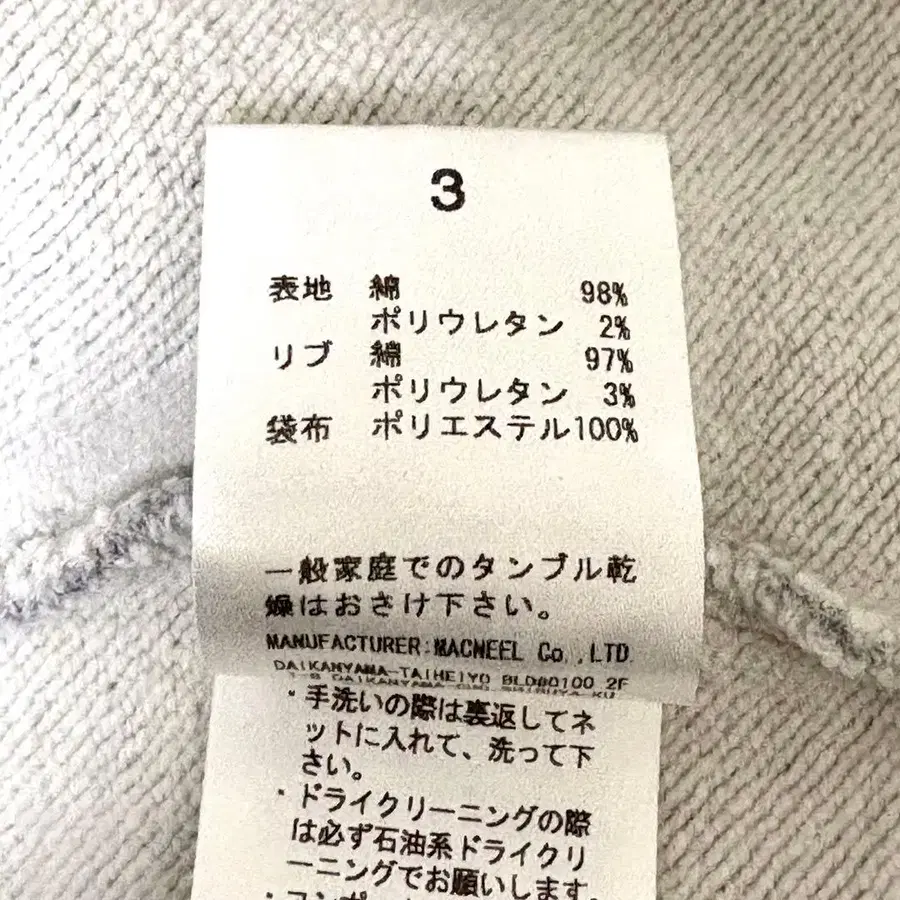 3
表地 綿 98%
ポリウレタン 2%
リブ 綿 97%
ポリウレタン 3%
袋布 ポリエステル100%
一般家庭でのタンブル乾
燥はおさけ下さい。
MANUFACTURER:MACNEEL Co.,LTD.
DAIKANYAMA-TAIHEIYO BLD80100 2F
DAIKANYAMA-CHO SHIBUYA-KU
・手洗いの際は裏返してネ
ットに入れて、洗って下
さい。
・ドライクリーニングの際
は必ず石油系ドライクリ
ーニングでお願いします。